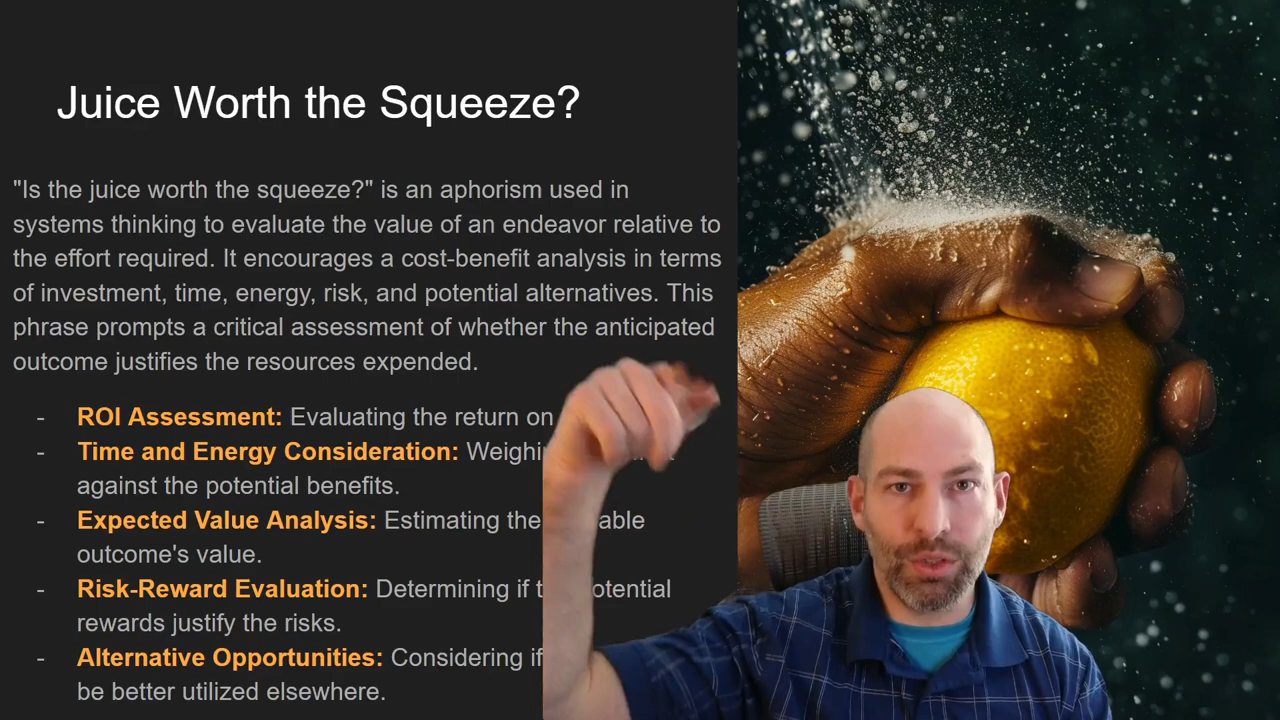 Juice Worth the Squeeze?
"Is the juice worth the squeeze?" is an aphorism used in
systems thinking to evaluate the value of an endeavor relative to
the effort required. It encourages a cost-benefit analysis in terms
of investment, time, energy, risk, and potential alternatives. This
phrase prompts a critical assessment of whether the anticipated
outcome justifies the resources expended.
- ROI Assessment: Evaluating the return on
- Time and Energy Consideration:
against the potential benefits.
- Expected Value Analysis: Estimating the
outcome's value.
- Risk-Reward Evaluation: Determining if
rewards justify the risks.
- Alternative Opportunities: Considering if
be better utilized elsewhere.